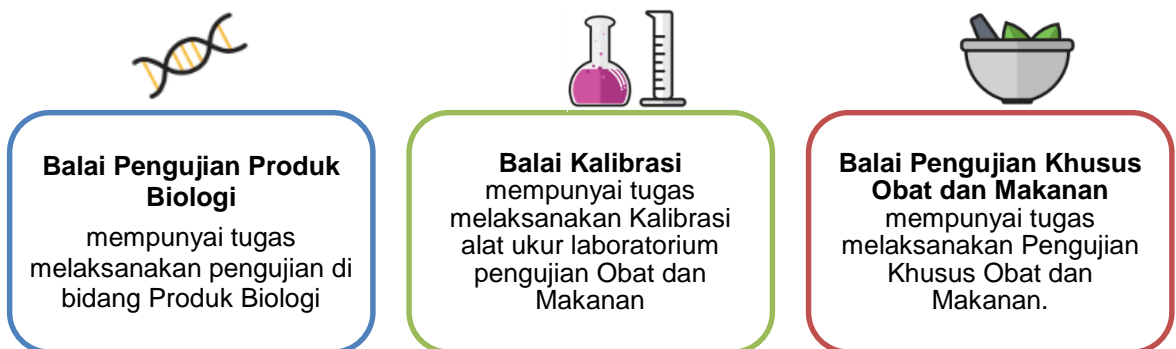 Balai Pengujian Produk
Biologi
mempunyai tugas
melaksanakan pengujian di
bidang Produk Biologi
Balai Kalibrasi
mempunyai tugas
melaksanakan Kalibrasi
alat ukur laboratorium
pengujian Obat dan
Makanan
Balai Pengujian Khusus
Obat dan Makanan
mempunyai tugas
melaksanakan Pengujian
Khusus Obat dan
Makanan.